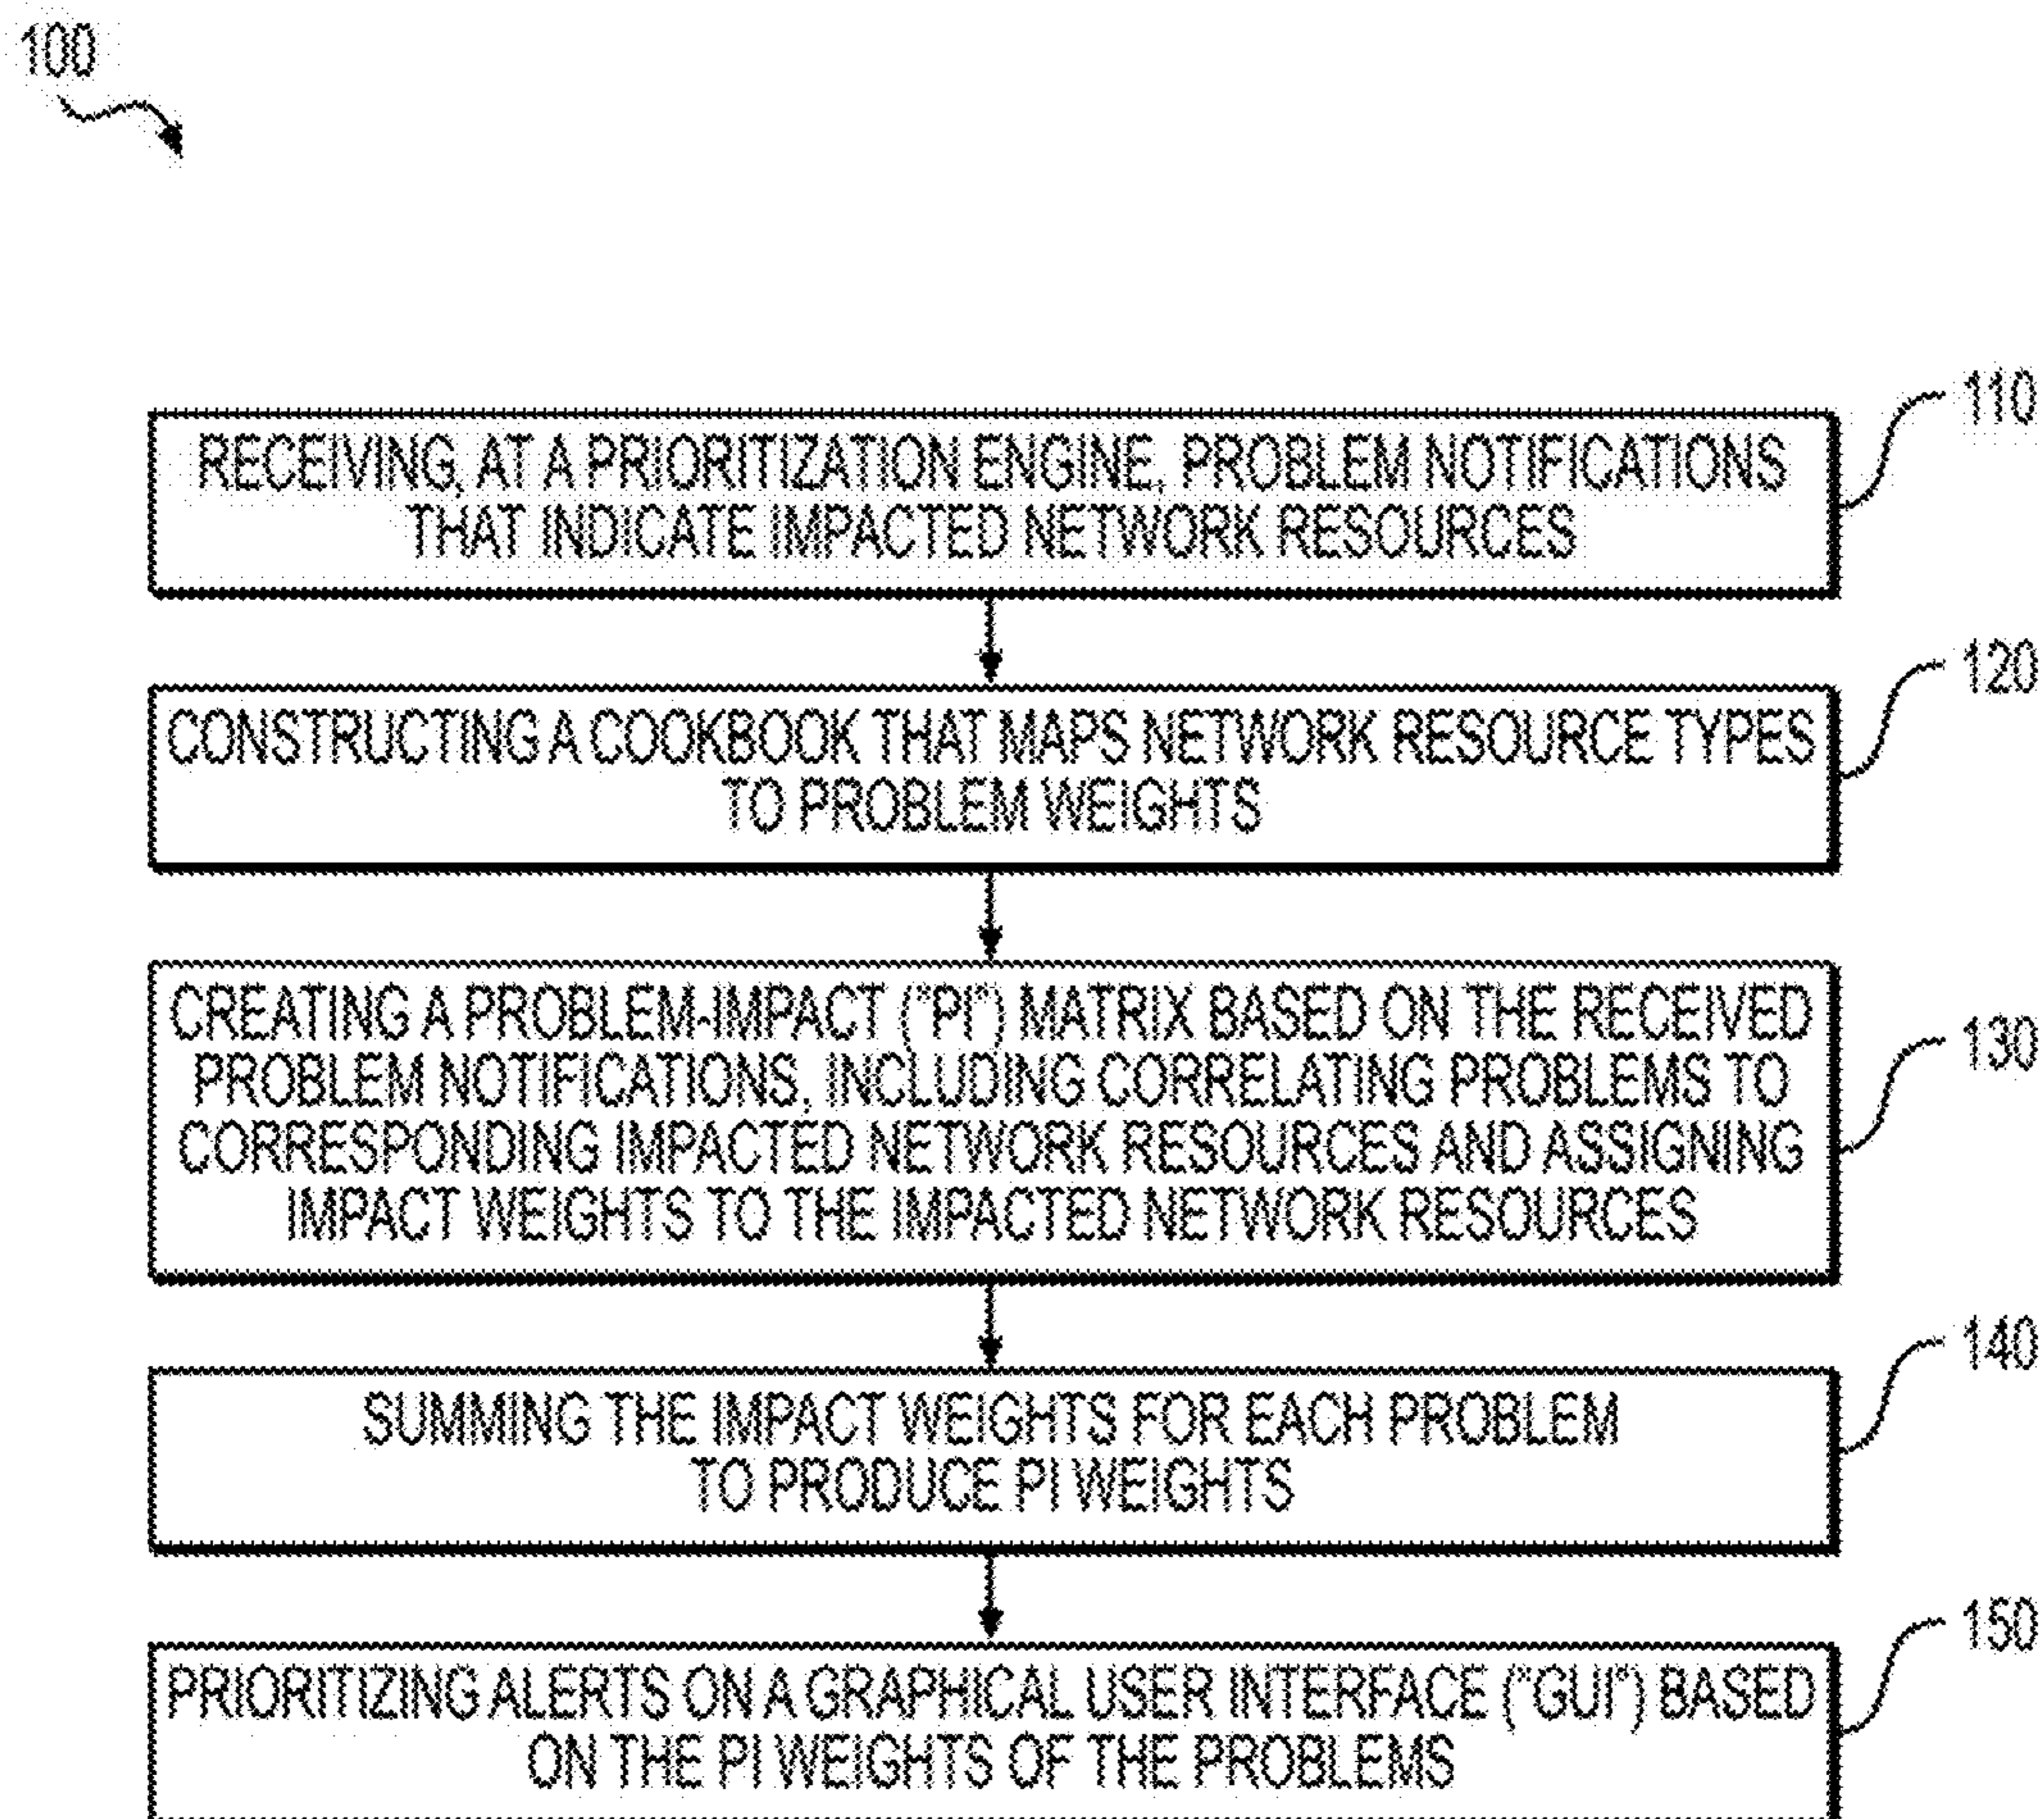 100
110
RECEIVING, AT A PRIORITIZATION ENGINE, PROBLEM NOTIFICATIONS
THAT INDICATE IMPACTED NETWORK RESOURCES
120
CONSTRUCTING A COOKBOOK THAT MAPS NETWORK RESOURCE TYPES
TO PROBLEM WEIGHTS
130
CREATING A PROBLEM-IMPACT ("PI") MATRIX BASED ON THE RECEIVED
PROBLEM NOTIFICATIONS, INCLUDING CORRELATING PROBLEMS TO
CORRESPONDING IMPACTED NETWORK RESOURCES AND ASSIGNING
IMPACT WEIGHTS TO THE IMPACTED NETWORK RESOURCES
140
SUMMING THE IMPACT WEIGHTS FOR EACH PROBLEM
TO PRODUCE PI WEIGHTS
150
PRIORITIZING ALERTS ON A GRAPHICAL USER INTERFACE ("GUI") BASED
ON THE PI WEIGHTS OF THE PROBLEMS